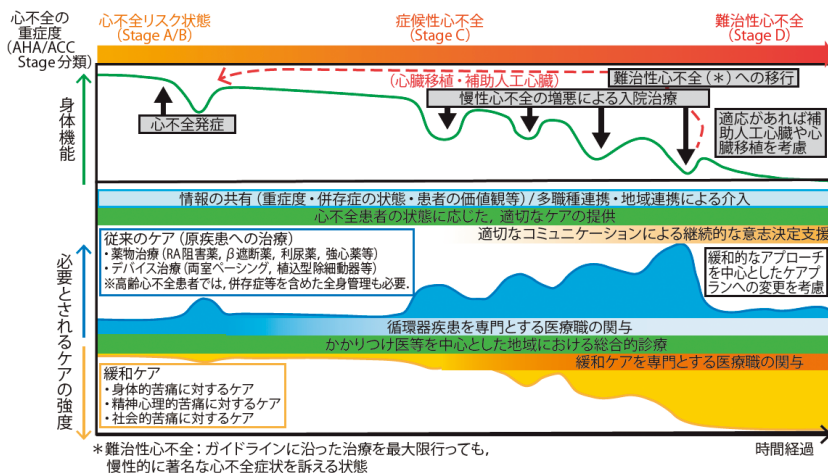 心不全の
重症度
（AHA/ACC
Stage 分類）
心不全リスク状態
（Stage A/B）
症候性心不全
（Stage C）
難治性心不全
（Stage D）
身体機能
（心臓移植・補助人工心臓）
難治性心不全（＊）への移行
慢性心不全の増悪による入院治療
心不全発症
適応があれば補
助人工心臓や心
臓移植を考慮
情報の共有（重症度・併存症の状態・患者の価値観等）/多職種連携・地域連携による介入
心不全患者の状態に応じた，適切なケアの提供
適切なコミュニケーションによる継続的な意志決定支援
必要とされるケアの強度
従来のケア（原疾患への治療）
・薬物治療（RA阻害薬，β遮断薬，利尿薬，強心薬等）
・デバイス治療（両室ペーシング，植込型除細動器等）
※高齢心不全患者では，併存症等を含めた全身管理も必要．
緩和的なアプローチ
を中心としたケアプ
ランへの変更を考慮
循環器疾患を専門とする医療職の関与
かかりつけ医等を中心とした地域における総合的診療
緩和ケアを専門とする医療職の関与
緩和ケア
・身体的苦痛に対するケア
・精神心理的苦痛に対するケア
・社会的苦痛に対するケア
＊難治性心不全：ガイドラインに沿った治療を最大限行っても，
慢性的に著名な心不全症状を訴える状態
時間経過